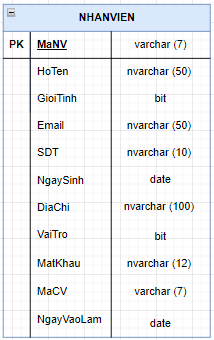 NHANVIEN
PK MaNV varchar (7)
HoTen nvarchar (50)
GioiTinh bit
Email nvarchar (50)
SDT nvarchar (10)
NgaySinh date
DiaChi nvarchar (100)
VaiTro bit
MatKhau nvarchar (12)
MaCV varchar (7)
NgayVaoLam date